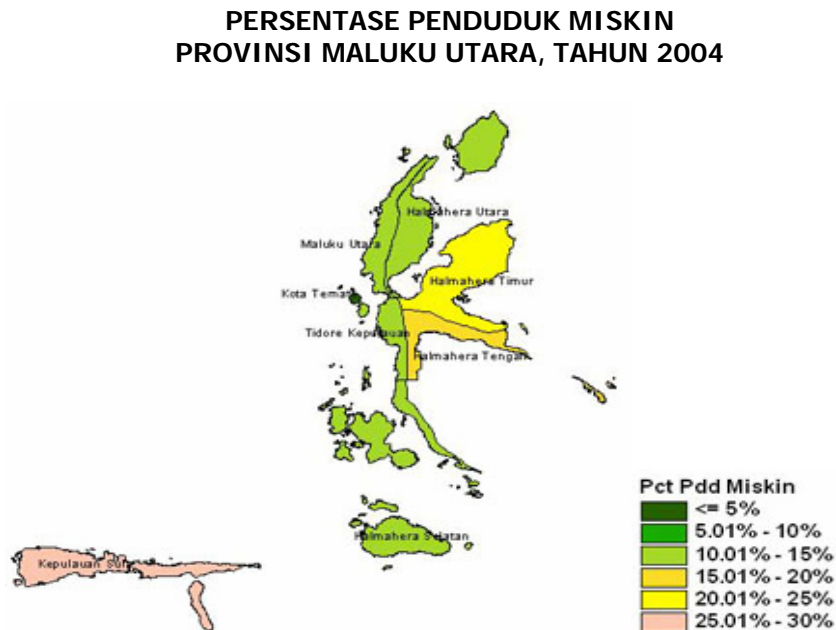 PERSENTASE PENDUDUK MISKIN
PROVINSI MALUKU UTARA, TAHUN 2004
Halmahera Utara
Maluku Utara
Halmahera Timur
Kota Ternate
Tidore Kepulauan
Halmahera Tengah
Halmahera Selatan
Kepulauan Sula
Pct Pdd Miskin
<= 5%
5.01% - 10%
10.01% - 15%
15.01% - 20%
20.01% - 25%
25.01% - 30%